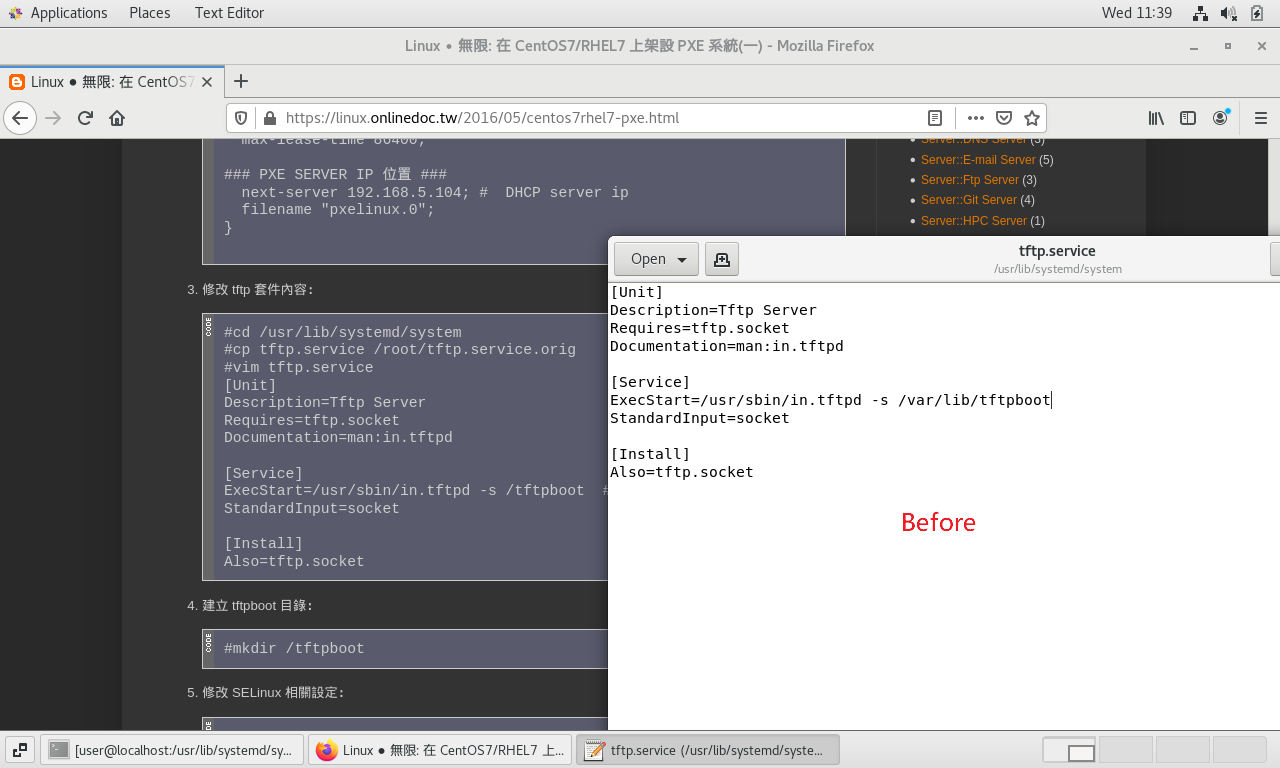 Applications Places Text Editor Wed 11:39
Linux • 無限: 在 CentOS7/RHEL7 上架設 PXE 系統(一) - Mozilla Firefox
Linux ● 無限: 在 CentOS7
https://linux.onlinedoc.tw/2016/05/centos7rhel7-pxe.html
max-lease-time 86400;
### PXE SERVER IP 位置 ###
next-server 192.168.5.104; # DHCP server ip
filename "pxelinux.0";
}
Server::DNS Server (3)
Server::E-mail Server (5)
Server::Ftp Server (3)
Server::Git Server (4)
Server::HPC Server (1)
3. 修改 tftp 套件內容:
CODE
#cd /usr/lib/systemd/system
#cp tftp.service /root/tftp.service.orig
#vim tftp.service
[Unit]
Description=Tftp Server
Requires=tftp.socket
Documentation=man:in.tftpd
[Service]
ExecStart=/usr/sbin/in.tftpd -s /tftpboot #
StandardInput=socket
[Install]
Also=tftp.socket
4. 建立 tftpboot 目錄:
CODE
#mkdir /tftpboot
5. 修改 SELinux 相關設定:
CODE
Open
tftp.service
/usr/lib/systemd/system
[Unit]
Description=Tftp Server
Requires=tftp.socket
Documentation=man:in.tftpd
[Service]
ExecStart=/usr/sbin/in.tftpd -s /var/lib/tftpboot
StandardInput=socket
[Install]
Also=tftp.socket
Before
[user@localhost:/usr/lib/systemd/sy...
Linux ● 無限: 在 CentOS7/RHEL7 上...
tftp.service (/usr/lib/systemd/syste...